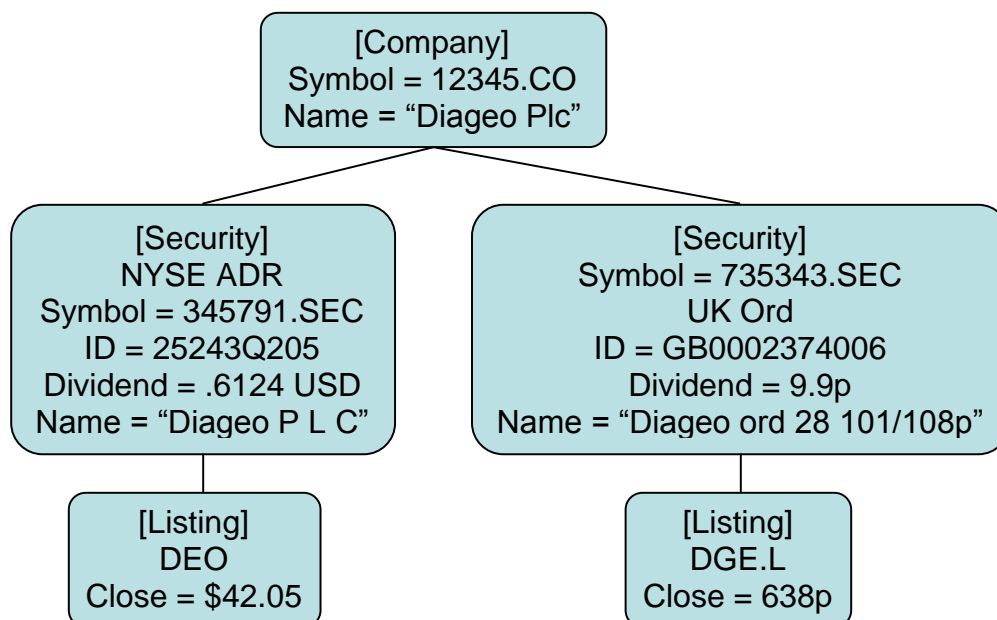 [Company]
Symbol = 12345.CO
Name = “Diageo Plc”
[Security]
NYSE ADR
Symbol = 345791.SEC
ID = 25243Q205
Dividend = .6124 USD
Name = “Diageo P L C”
[Security]
Symbol = 735343.SEC
UK Ord
ID = GB0002374006
Dividend = 9.9p
Name = “Diageo ord 28 101/108p”
[Listing]
DEO
Close = $42.05
[Listing]
DGE.L
Close = 638p